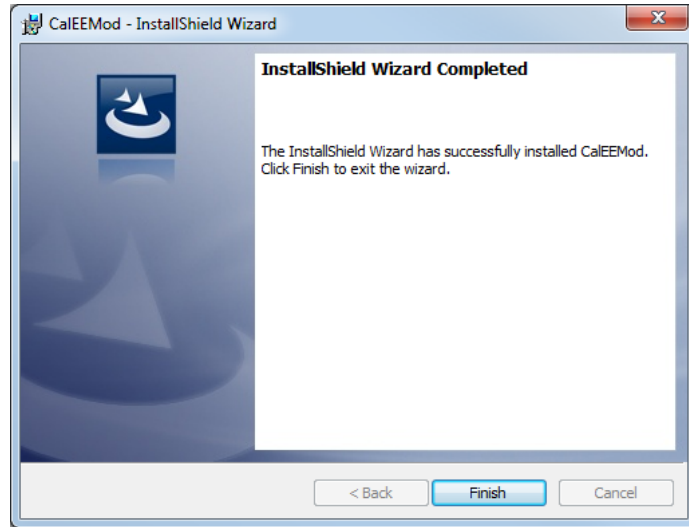 CalEEMod - InstallShield Wizard
InstallShield Wizard Completed
The InstallShield Wizard has successfully installed CalEEMod.
Click Finish to exit the wizard.
< Back
Finish
Cancel